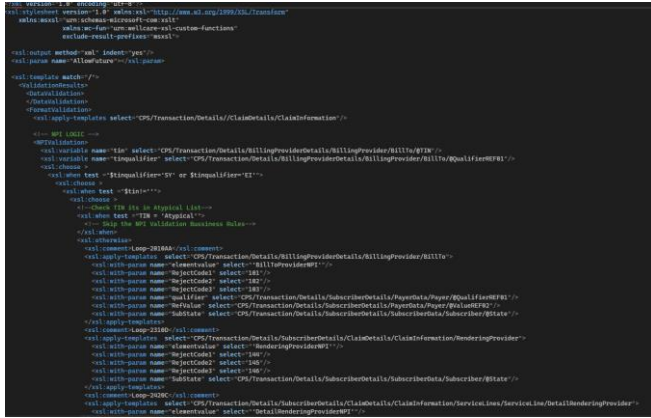 <?xml version="1.0" encoding="utf-8"?>
<xsl:stylesheet version="1.0" xmlns:xsl="http://www.w3.org/1999/XSL/Transform"
xmlns:msxsl="urn:schemas-microsoft-com:xslt"
xmlns:wc-fun="urn:wellcare-xsl-custom-functions"
exclude-result-prefixes="msxsl">
<xsl:output method="xml" indent="yes"/>
<xsl:param name="AllowFuture"></xsl:param>
<xsl:template match="/">
<ValidationResults>
<DataValidation>
</DataValidation>
<FormatValidation>
<xsl:apply-templates select="CPS/Transaction/Details//ClaimDetails/ClaimInformation"/>
<!-- NPI LOGIC -->
<NPIValidation>
<xsl:variable name="tin" select="CPS/Transaction/Details/BillingProviderDetails/BillingProvider/BillTo/@TIN"/>
<xsl:variable name="tinqualifier" select="CPS/Transaction/Details/BillingProviderDetails/BillingProvider/BillTo/@QualifierREF01"/>
<xsl:choose >
<xsl:when test ="$tinqualifier='SY' or $tinqualifier='EI'">
<xsl:choose >
<xsl:when test ="$tin!=''">
<xsl:choose >
<!--Check TIN its in Atypical List-->
<xsl:when test ="TIN = 'Atypical'">
<!-- Skip the NPI Validation Bussiness Rules-->
</xsl:when>
<xsl:otherwise>
<xsl:comment>Loop-2010AA</xsl:comment>
<xsl:apply-templates select="CPS/Transaction/Details/BillingProviderDetails/BillingProvider/BillTo">
<xsl:with-param name="elementvalue" select="'BillToProviderNPI'"/>
<xsl:with-param name="RejectCode1" select="101"/>
<xsl:with-param name="RejectCode2" select="102"/>
<xsl:with-param name="RejectCode3" select="103"/>
<xsl:with-param name="qualifier" select="CPS/Transaction/Details/SubscriberDetails/PayerData/Payer/@QualifierREF01"/>
<xsl:with-param name="RefValue" select="CPS/Transaction/Details/SubscriberDetails/PayerData/Payer/@ValueREF02"/>
<xsl:with-param name="SubState" select="CPS/Transaction/Details/SubscriberDetails/SubscriberData/Subscriber/@State"/>
</xsl:apply-templates>
<xsl:comment>Loop-2310D</xsl:comment>
<xsl:apply-templates select="CPS/Transaction/Details/SubscriberDetails/ClaimDetails/ClaimInformation/RenderingProvider">
<xsl:with-param name="elementvalue" select="'RenderingProviderNPI'"/>
<xsl:with-param name="RejectCode1" select="144"/>
<xsl:with-param name="RejectCode2" select="145"/>
<xsl:with-param name="RejectCode3" select="146"/>
<xsl:with-param name="SubState" select="CPS/Transaction/Details/SubscriberDetails/SubscriberData/Subscriber/@State"/>
</xsl:apply-templates>
<xsl:comment>Loop-2420C</xsl:comment>
<xsl:apply-templates select="CPS/Transaction/Details/SubscriberDetails/ClaimDetails/ClaimInformation/ServiceLines/ServiceLine/DetailRenderingProvider">
<xsl:with-param name="elementvalue" select="'DetailRenderingProviderNPI'"/>